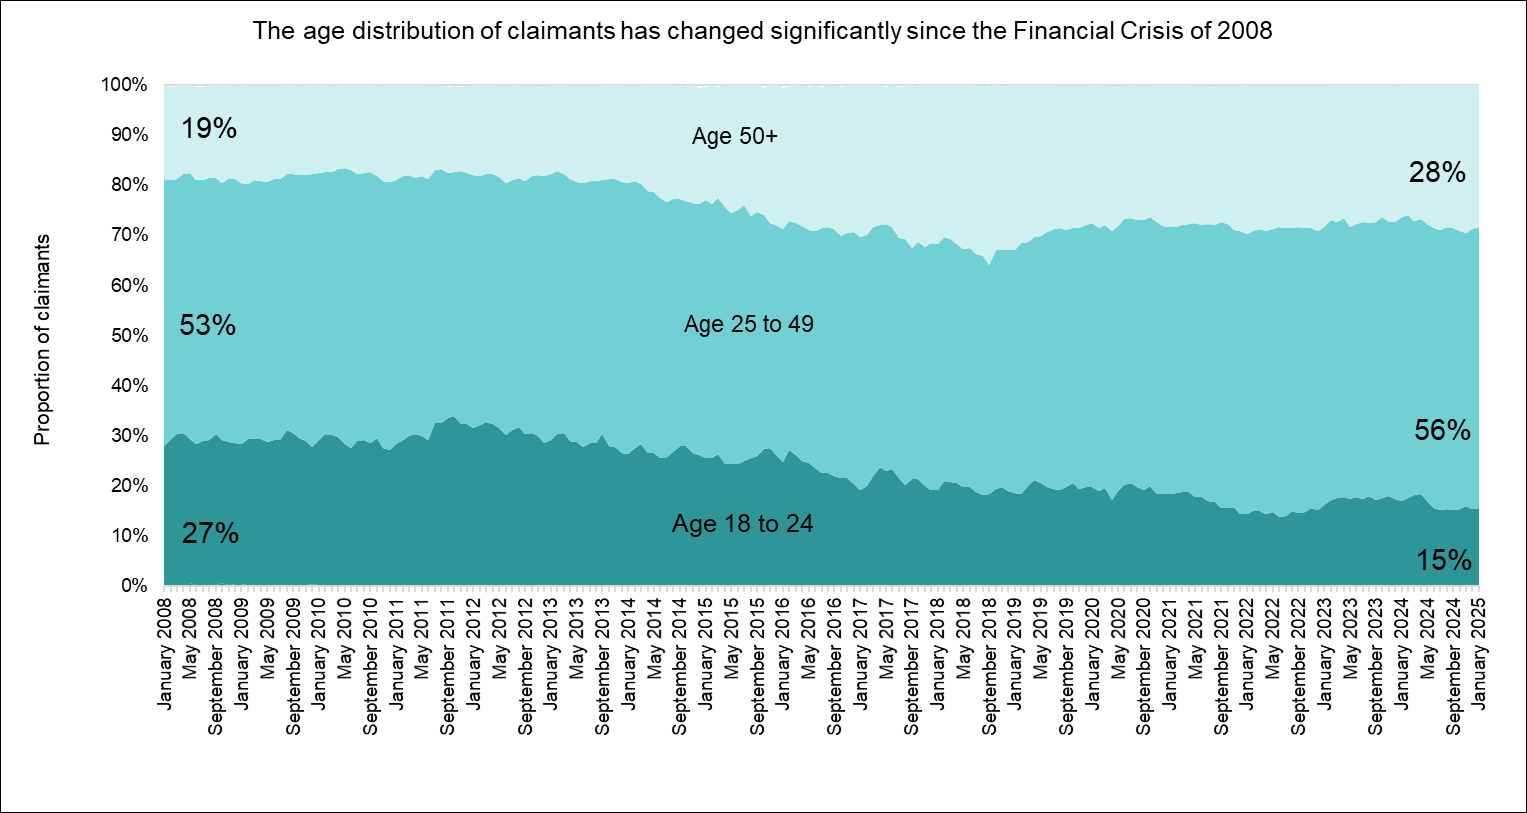 The age distribution of claimants has changed significantly since the Financial Crisis of 2008
Proportion of claimants
100%
90%
80%
70%
60%
50%
40%
30%
20%
10%
0%
19%
Age 50+
28%
53%
Age 25 to 49
56%
27%
Age 18 to 24
15%
January 2008
May 2008
September 2008
January 2009
May 2009
September 2009
January 2010
May 2010
September 2010
January 2011
May 2011
September 2011
January 2012
May 2012
September 2012
January 2013
May 2013
September 2013
January 2014
May 2014
September 2014
January 2015
May 2015
September 2015
January 2016
May 2016
September 2016
January 2017
May 2017
September 2017
January 2018
May 2018
September 2018
January 2019
May 2019
September 2019
January 2020
May 2020
September 2020
January 2021
May 2021
September 2021
January 2022
May 2022
September 2022
January 2023
May 2023
September 2023
January 2024
May 2024
September 2024
January 2025